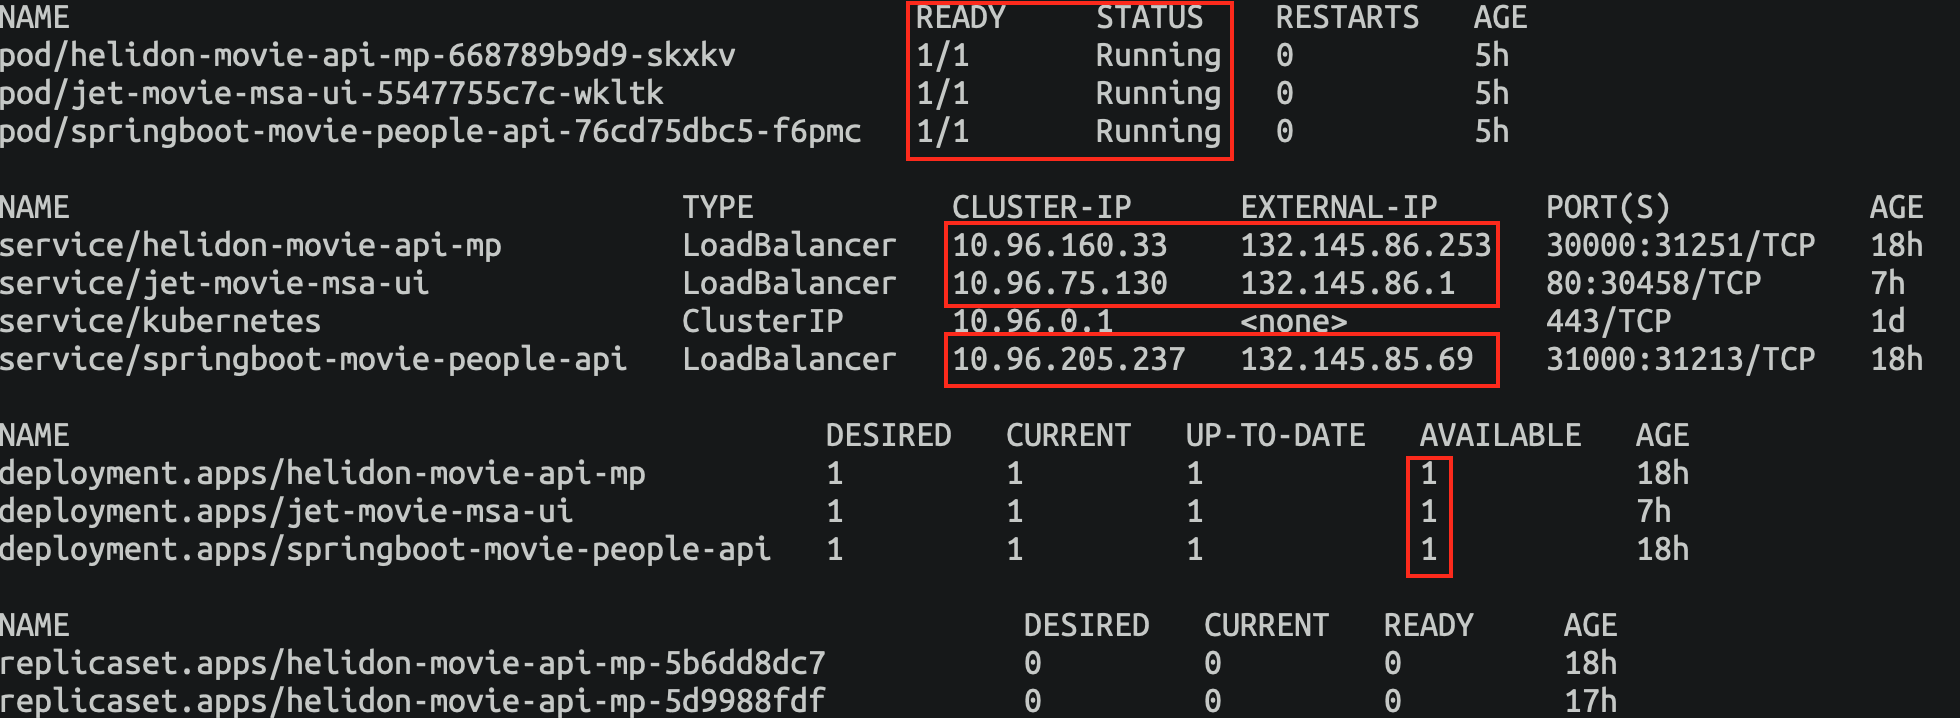 NAME READY STATUS RESTARTS AGE
pod/helidon-movie-api-mp-668789b9d9-skxkv 1/1 Running 0 5h
pod/jet-movie-msa-ui-5547755c7c-wkltk 1/1 Running 0 5h
pod/springboot-movie-people-api-76cd75dbc5-f6pmc 1/1 Running 0 5h
NAME TYPE CLUSTER-IP EXTERNAL-IP PORT(S) AGE
service/helidon-movie-api-mp LoadBalancer 10.96.160.33 132.145.86.253 30000:31251/TCP 18h
service/jet-movie-msa-ui LoadBalancer 10.96.75.130 132.145.86.1 80:30458/TCP 7h
service/kubernetes ClusterIP 10.96.0.1 <none> 443/TCP 1d
service/springboot-movie-people-api LoadBalancer 10.96.205.237 132.145.85.69 31000:31213/TCP 18h
NAME DESIRED CURRENT UP-TO-DATE AVAILABLE AGE
deployment.apps/helidon-movie-api-mp 1 1 1 1 18h
deployment.apps/jet-movie-msa-ui 1 1 1 1 7h
deployment.apps/springboot-movie-people-api 1 1 1 1 18h
NAME DESIRED CURRENT READY AGE
replicaset.apps/helidon-movie-api-mp-5b6dd8dc7 0 0 0 18h
replicaset.apps/helidon-movie-api-mp-5d9988fdf 0 0 0 17h